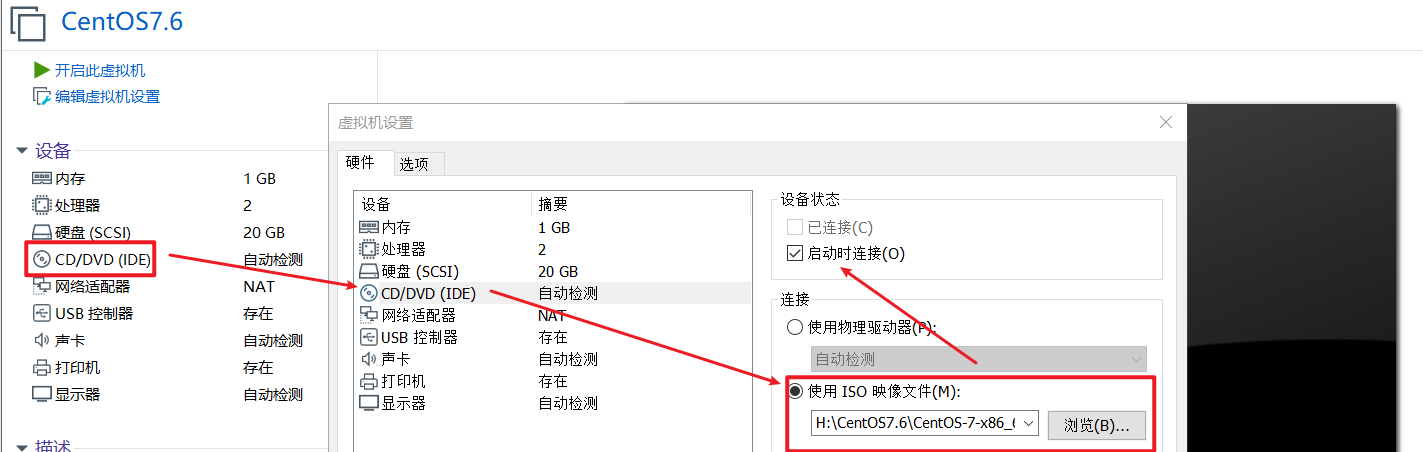 CentOS7.6
开启此虚拟机
编辑虚拟机设置
设备
内存 1 GB
处理器 2
硬盘 (SCSI) 20 GB
CD/DVD (IDE) 自动检测
网络适配器 NAT
USB 控制器 存在
声卡 自动检测
打印机 存在
显示器 自动检测
描述
虚拟机设置
硬件 选项
设备 摘要
内存 1 GB
处理器 2
硬盘 (SCSI) 20 GB
CD/DVD (IDE) 自动检测
网络适配器 NAT
USB 控制器 存在
声卡 自动检测
打印机 存在
显示器 自动检测
设备状态
已连接(C)
启动时连接(O)
连接
使用物理驱动器(P):
自动检测
使用 ISO 映像文件(M):
H:\CentOS7.6\CentOS-7-x86_6
浏览(B)...